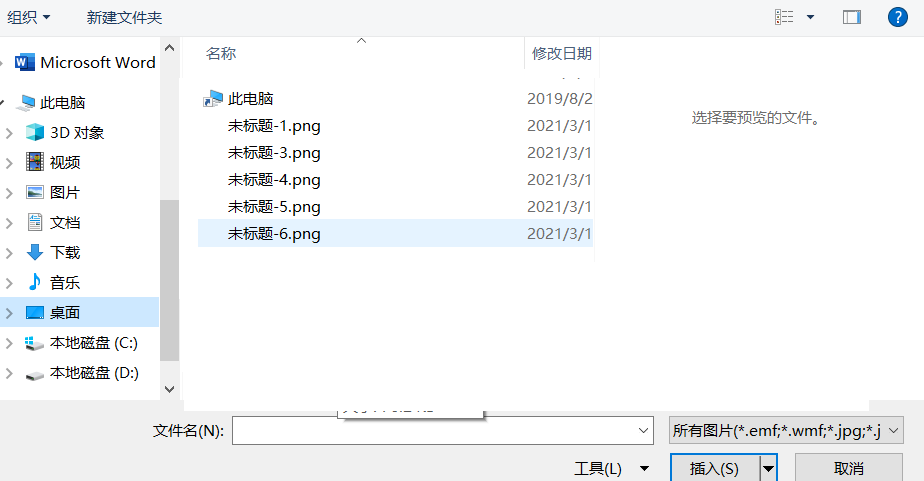 组织 新建文件夹 ?
名称 修改日期
Microsoft Word
此电脑
3D 对象
视频
图片
文档
下载
音乐
桌面
本地磁盘 (C:)
本地磁盘 (D:)
此电脑 2019/8/2
未标题-1.png 2021/3/1
未标题-3.png 2021/3/1
未标题-4.png 2021/3/1
未标题-5.png 2021/3/1
未标题-6.png 2021/3/1
选择要预览的文件。
文件名(N): 所有图片(*.emf;*.wmf;*.jpg;*.j
工具(L) 插入(S) 取消